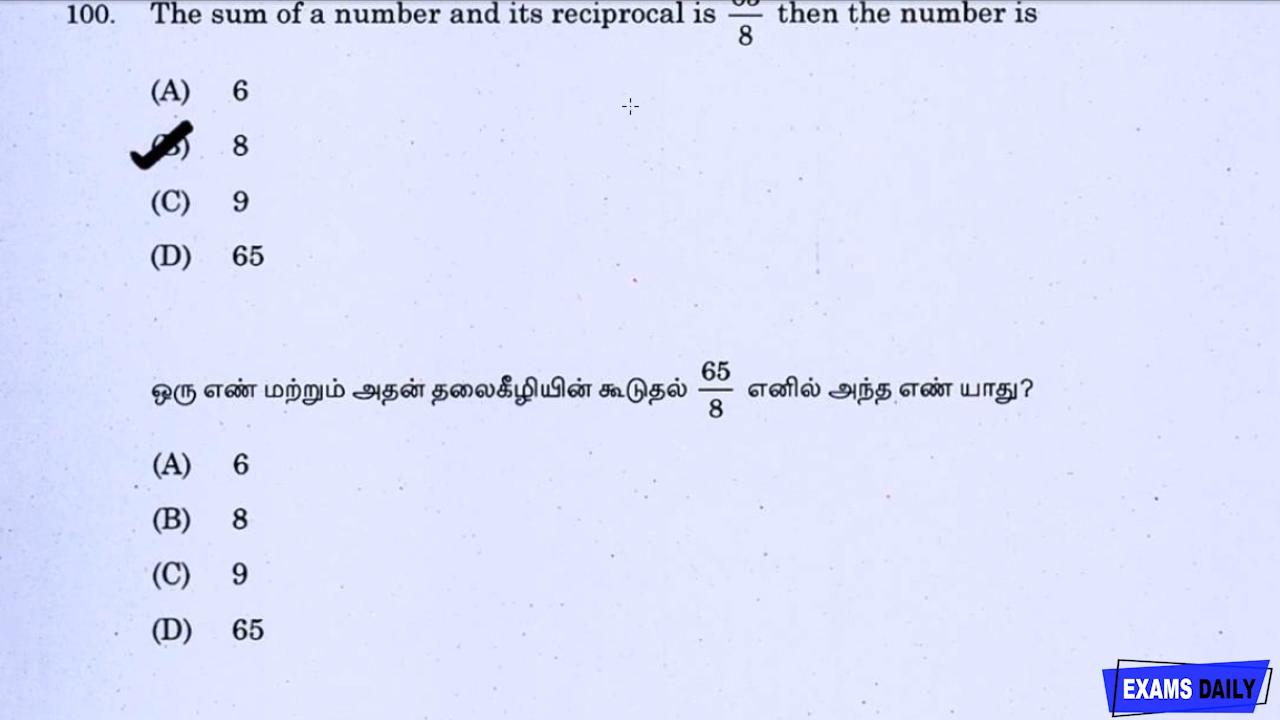 100. The sum of a number and its reciprocal is /8 then the number is
(A) 6
8
(C) 9
(D) 65
ஒரு எண் மற்றும் அதன் தலைகீழியின் கூடுதல் 65/8 எனில் அந்த எண் யாது?
(A) 6
(B) 8
(C) 9
(D) 65
EXAMS DAILY